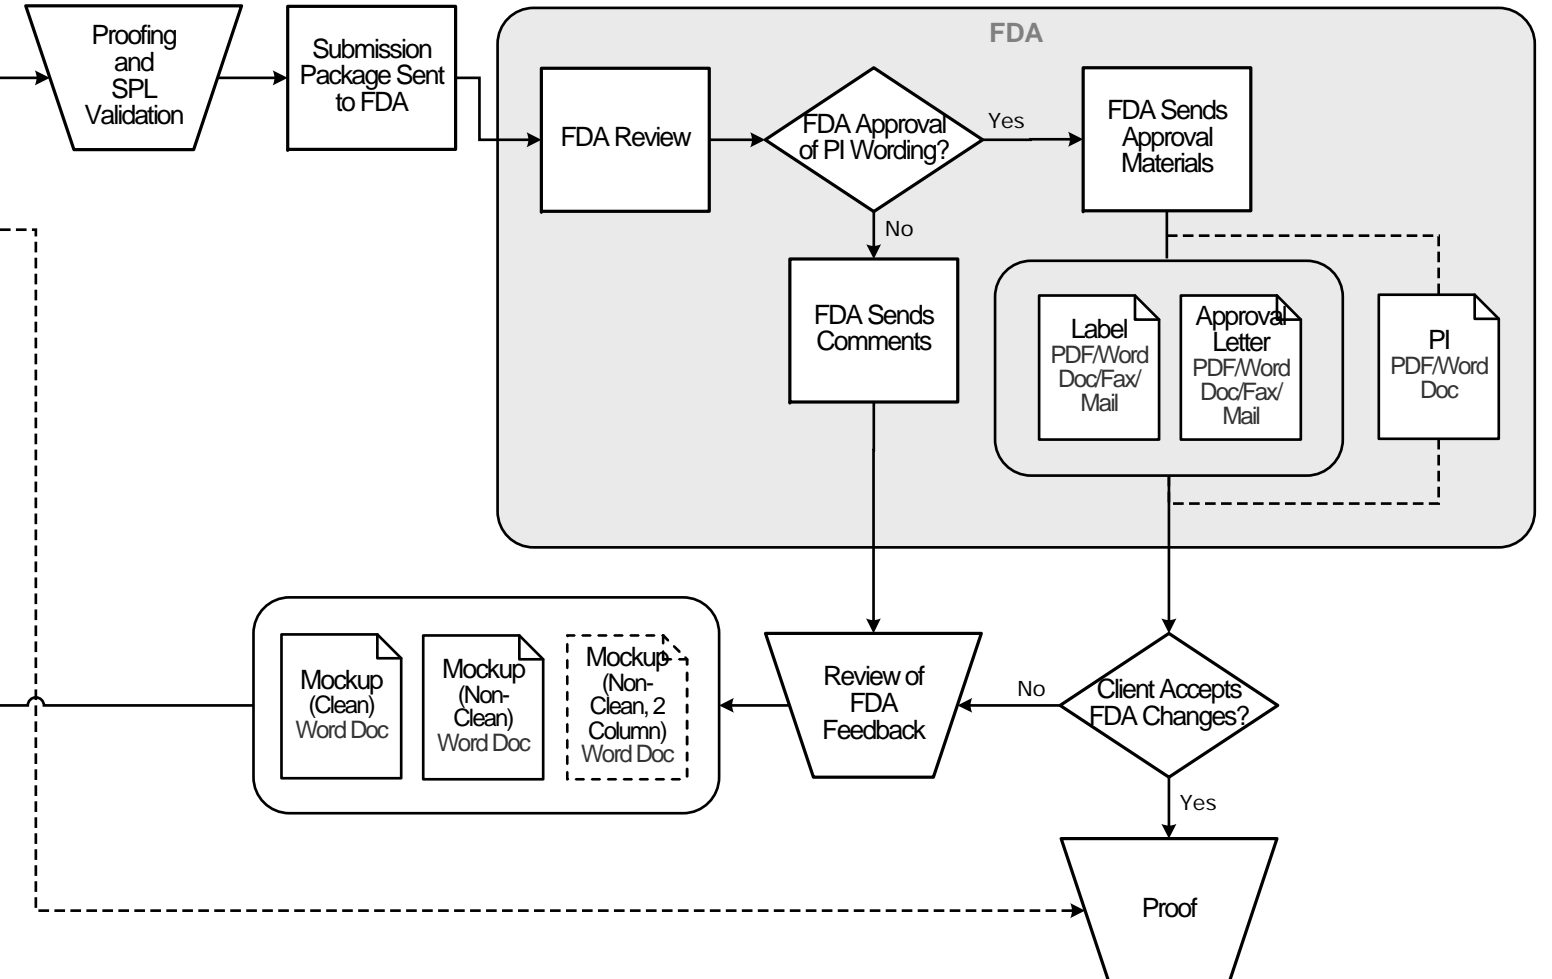 Proofing
and
SPL
Validation
Submission
Package Sent
to FDA
FDA
FDA Review
FDA Approval
of PI Wording?
Yes
FDA Sends
Approval
Materials
No
FDA Sends
Comments
Label
PDF/Word
Doc/Fax/
Mail
Approval
Letter
PDF/Word
Doc/Fax/
Mail
PI
PDF/Word
Doc
Mockup
(Clean)
Word Doc
Mockup
(Non-
Clean)
Word Doc
Mockup
(Non-
Clean, 2
Column)
Word Doc
Review of
FDA
Feedback
No
Client Accepts
FDA Changes?
Yes
Proof